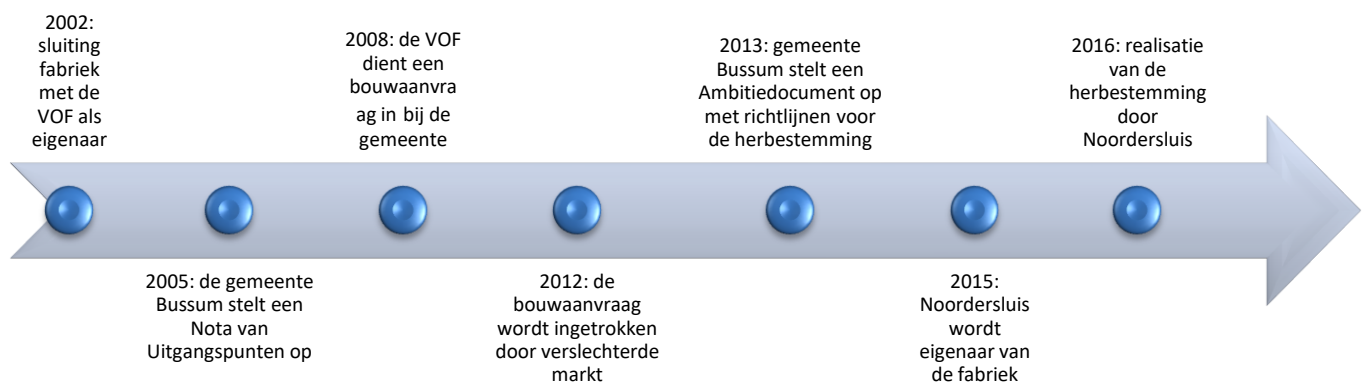 2002:
sluiting
fabriek
met de
VOF als
eigenaar
2005: de gemeente
Bussum stelt een
Nota van
Uitgangspunten op
2008: de VOF
dient een
bouwaanvra
ag in bij de
gemeente
2012: de
bouwaanvraag
wordt ingetrokken
door verslechterde
markt
2013: gemeente
Bussum stelt een
Ambitiedocument op
met richtlijnen voor
de herbestemming
2015:
Noordersluis
wordt
eigenaar van
de fabriek
2016: realisatie
van de
herbestemming
door
Noordersluis